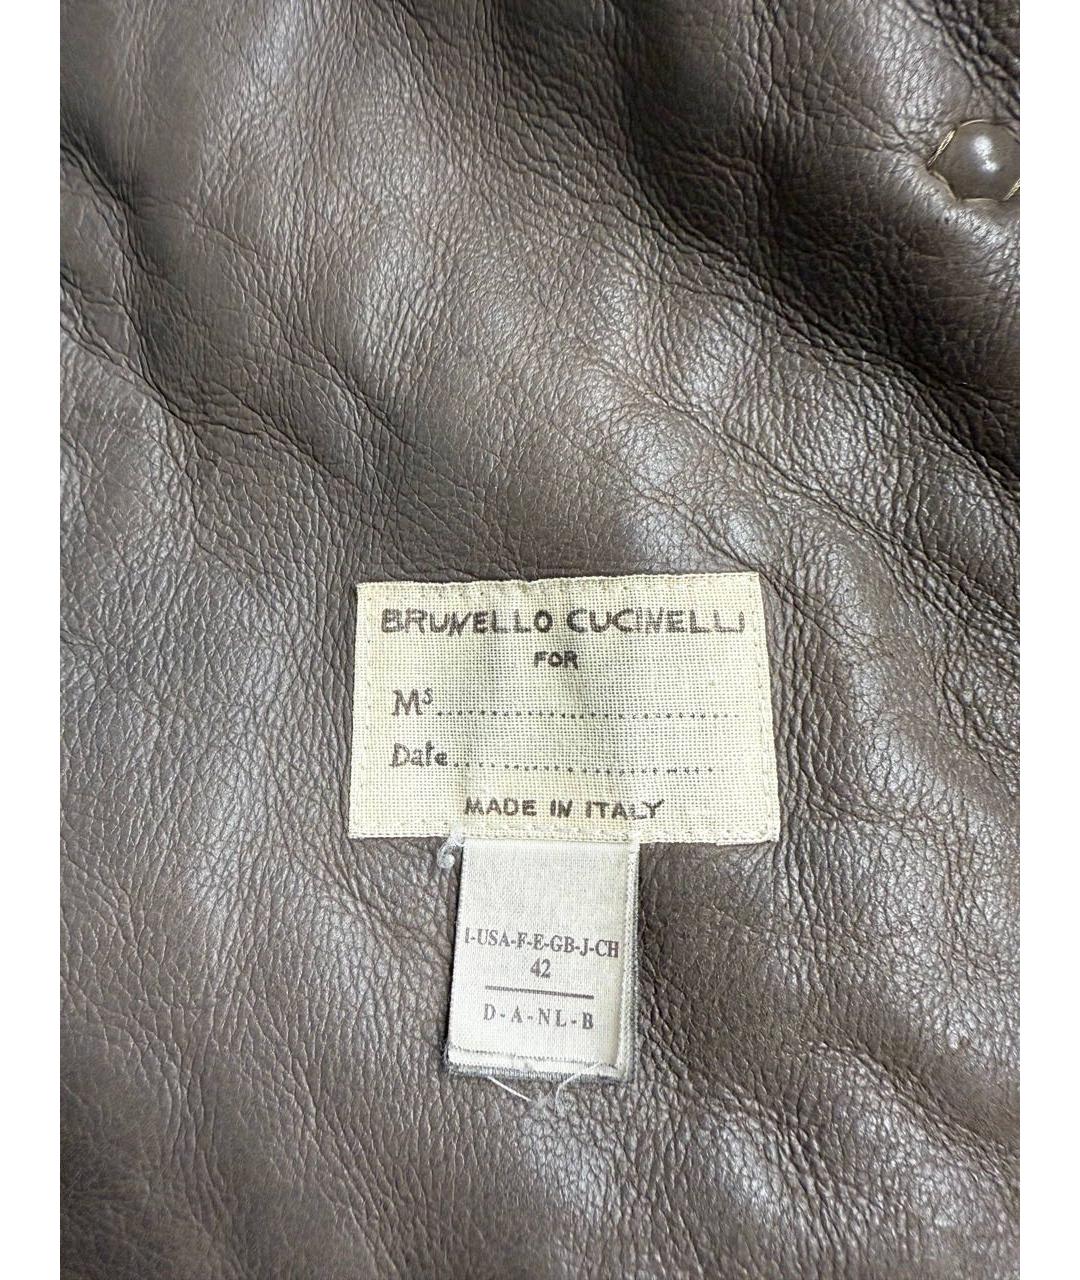 BRUNELLO CUCINELLI
FOR
Ms..............................
Date..............................
MADE IN ITALY
I-USA-F-E-GB-J-CH
42
D-A-NL-B